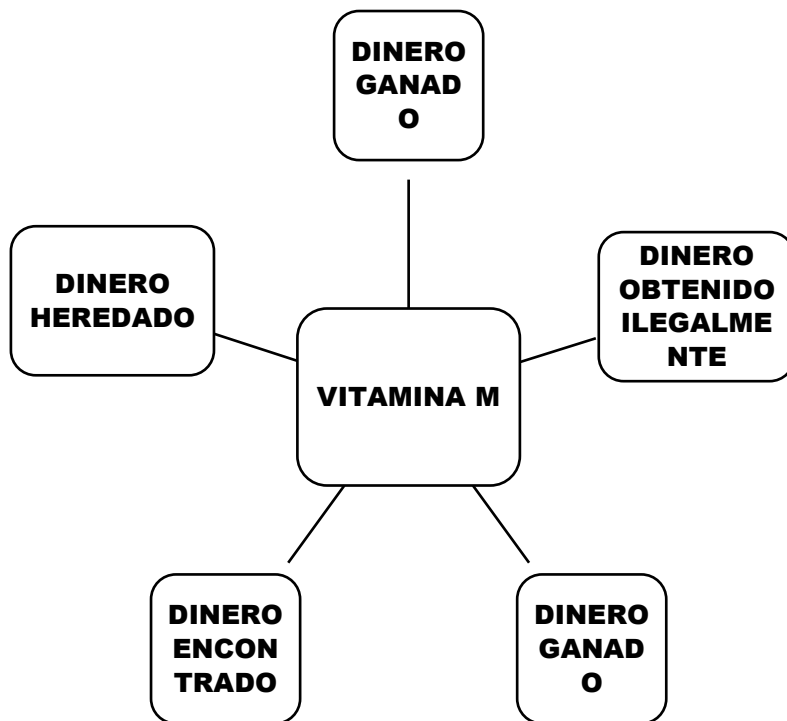 DINERO
GANAD
O
DINERO
HEREDADO
DINERO
OBTENIDO
ILEGALME
NTE
VITAMINA M
DINERO
ENCON
TRADO
DINERO
GANAD
O